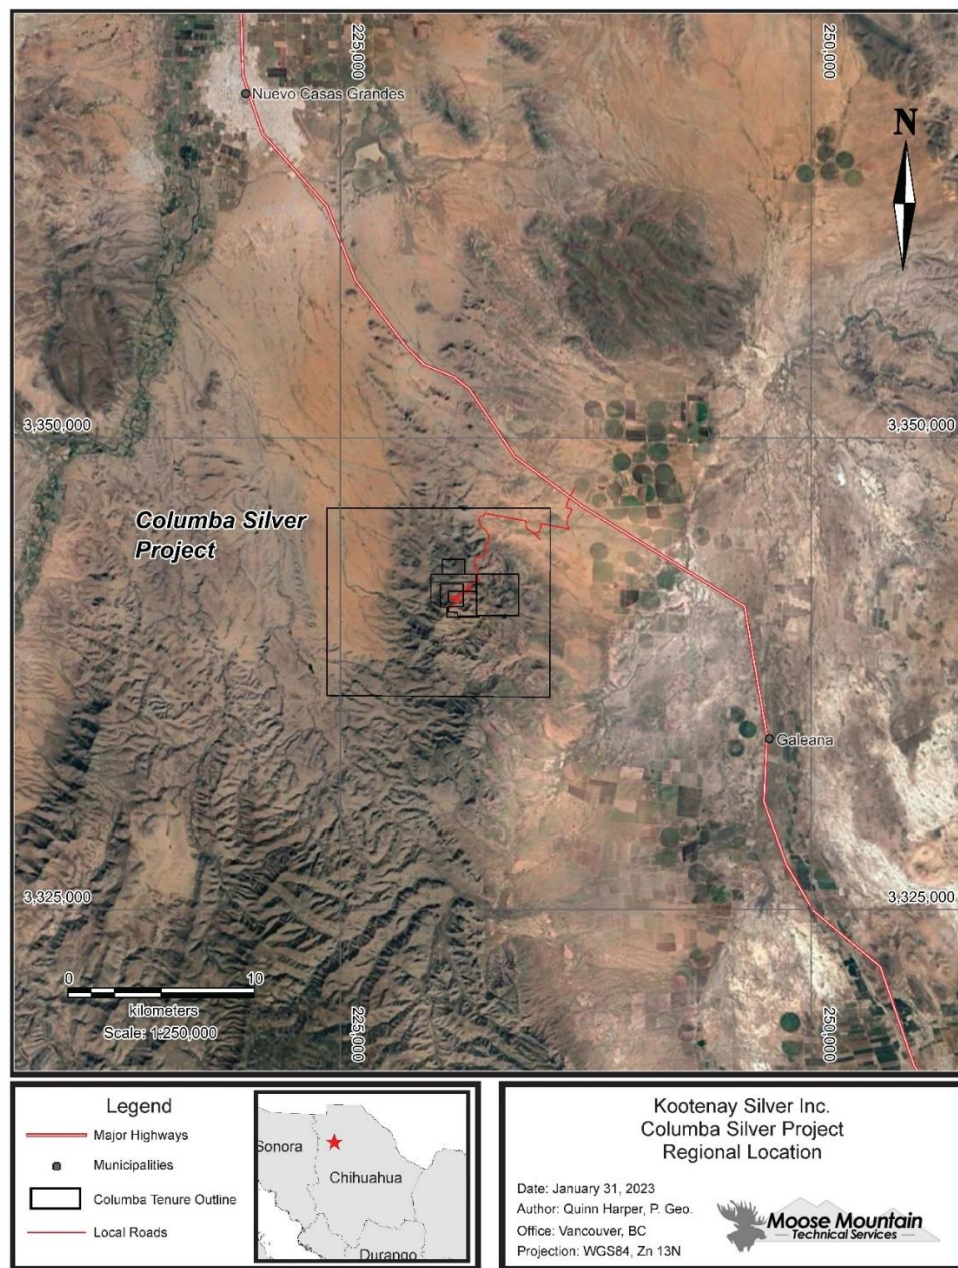 225,000
250,000
Nuevo Casas Grandes
N
3,350,000
3,350,000
Columba Silver
Project
Galeana
3,325,000
3,325,000
0 10
kilometers
Scale: 1:250,000
225,000
250,000
Legend
Major Highways
Municipalities
Columba Tenure Outline
Local Roads
Sonora
Chihuahua
Durango
Kootenay Silver Inc.
Columba Silver Project
Regional Location
Date: January 31, 2023
Author: Quinn Harper, P. Geo.
Office: Vancouver, BC
Projection: WGS84, Zn 13N
Moose Mountain
Technical Services